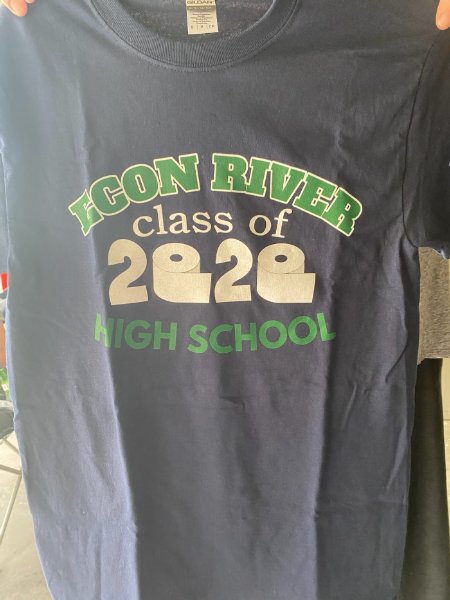 GILDAN
ECON RIVER
class of
2020
HIGH SCHOOL